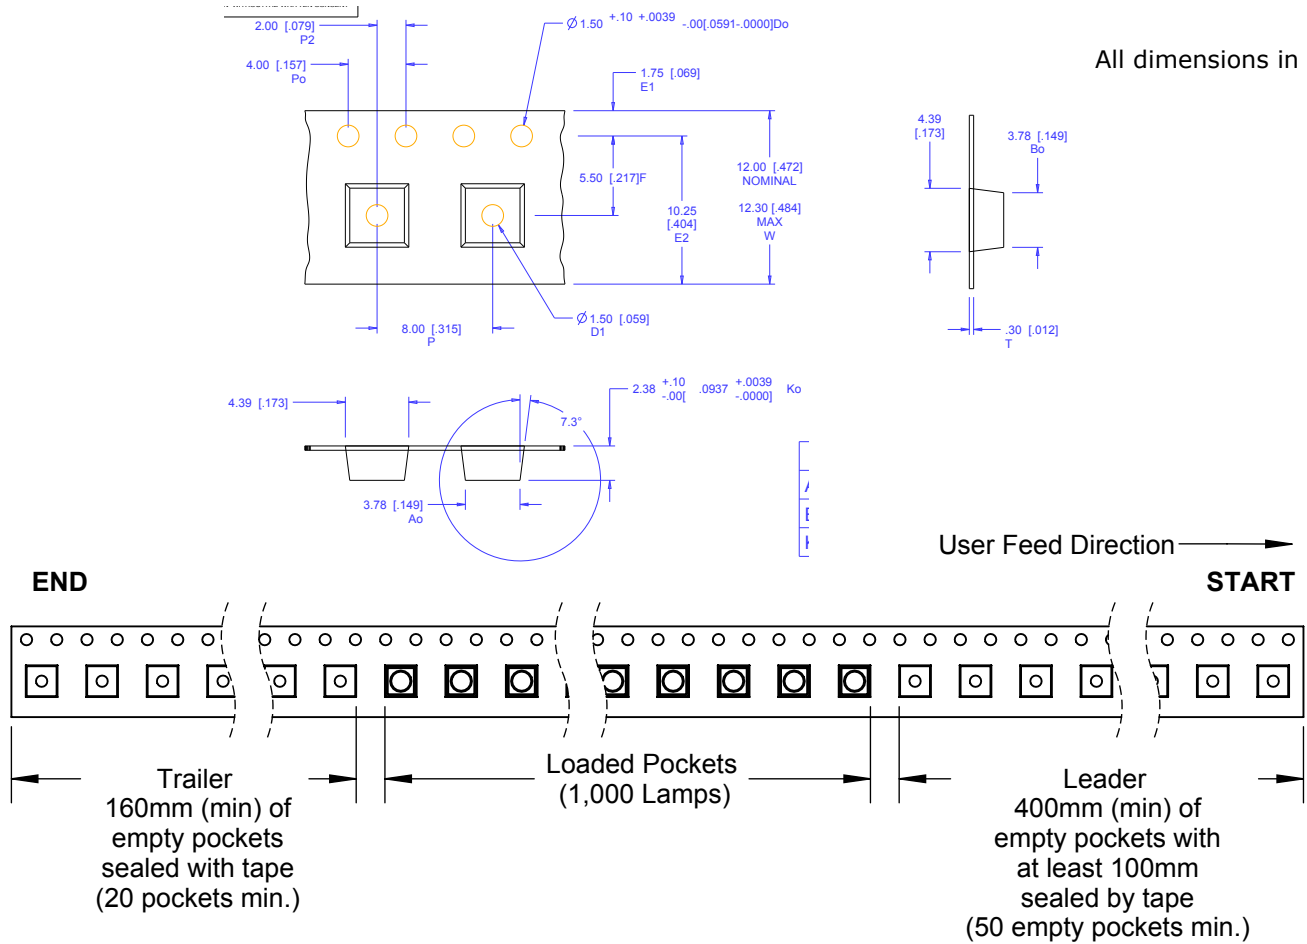 2.00 [.079]
P2
Ø1.50 +.10 +.0039 -.00[.0591-.0000]Do
All dimensions in
4.00 [.157]
Po
1.75 [.069]
E1
4.39
[.173]
3.78 [.149]
Bo
12.00 [.472]
NOMINAL
5.50 [.217]F
10.25
[.404]
E2
12.30 [.484]
MAX
W
8.00 [.315]
P
Ø1.50 [.059]
D1
.30 [.012]
T
4.39 [.173]
2.38 +.10 -.00[ .0937 +.0039 -.0000] Ko
7.3°
3.78 [.149]
Ao
User Feed Direction
END
START
Trailer
160mm (min) of
empty pockets
sealed with tape
(20 pockets min.)
Loaded Pockets
(1,000 Lamps)
Leader
400mm (min) of
empty pockets with
at least 100mm
sealed by tape
(50 empty pockets min.)